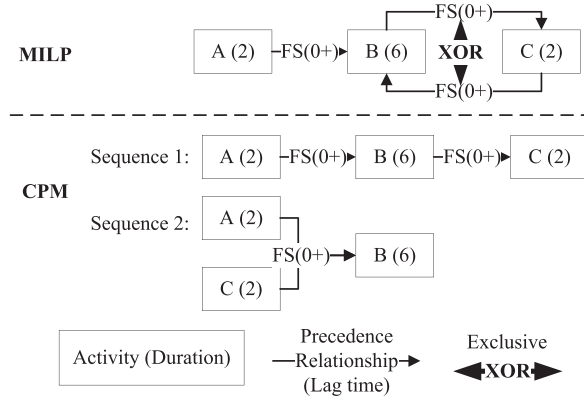 FS(0+)
MILP A (2) FS(0+) B (6) XOR C (2)
FS(0+)
Sequence 1: A (2) FS(0+) B (6) FS(0+) C (2)
CPM
Sequence 2: A (2)
FS(0+) B (6)
C (2)
Activity (Duration)
Precedence
Relationship
(Lag time)
Exclusive
XOR